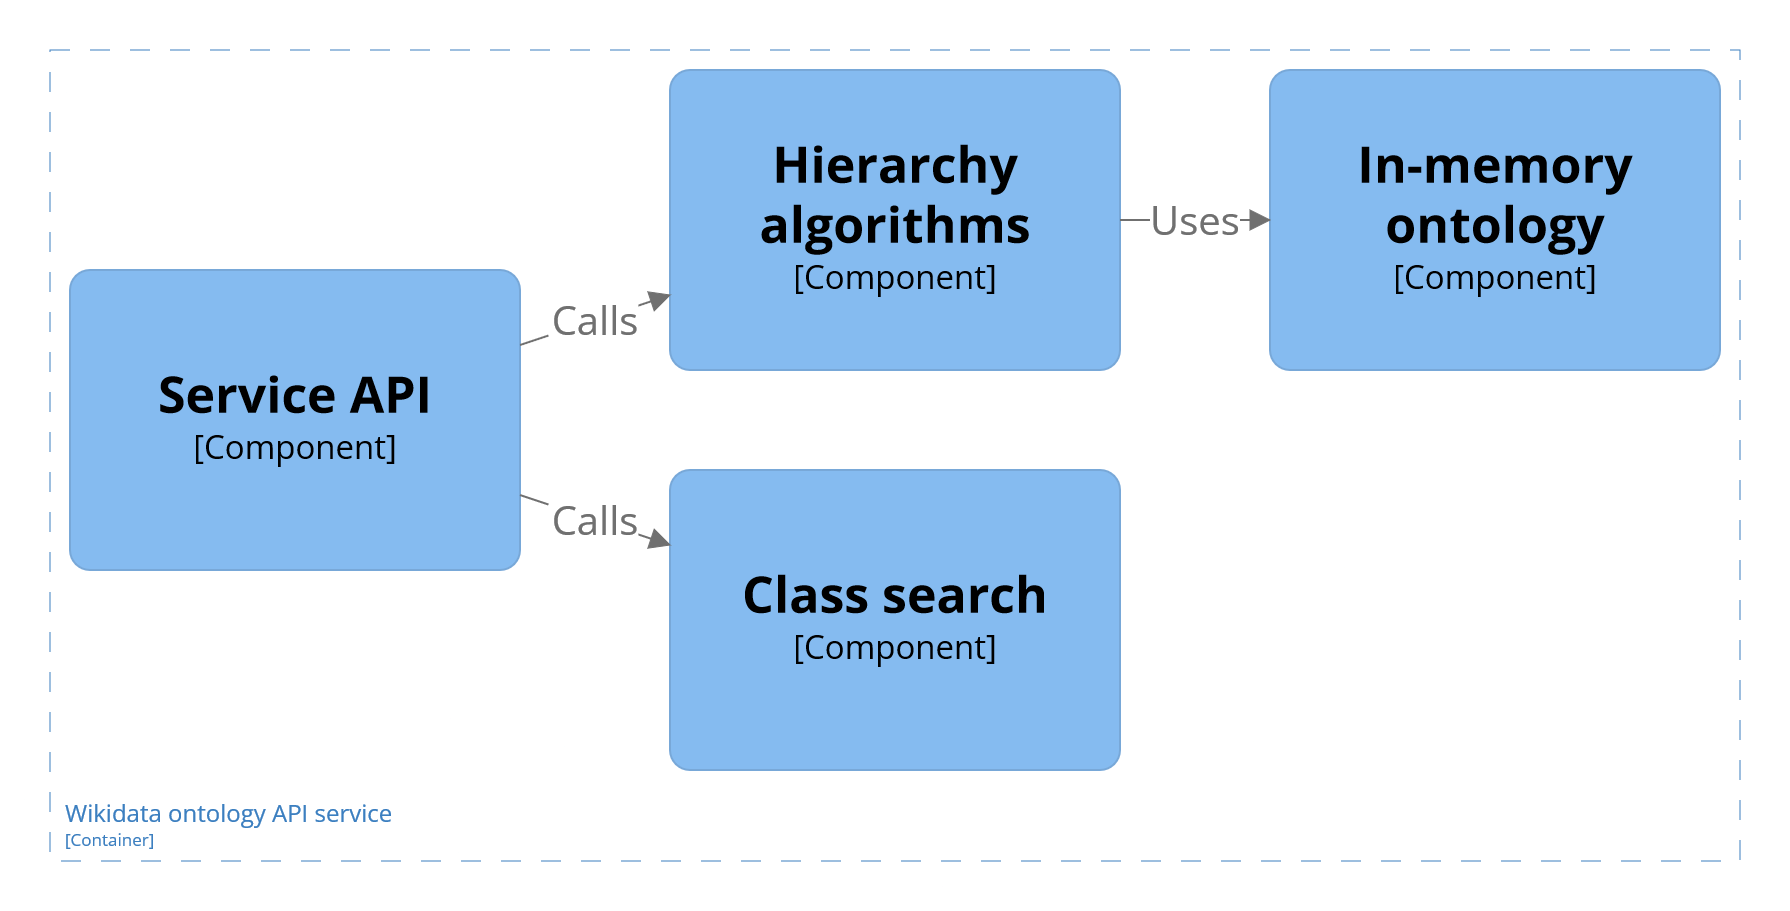 Hierarchy
algorithms
[Component]
In-memory
ontology
[Component]
Uses
Calls
Service API
[Component]
Calls
Class search
[Component]
Wikidata ontology API service
[Container]